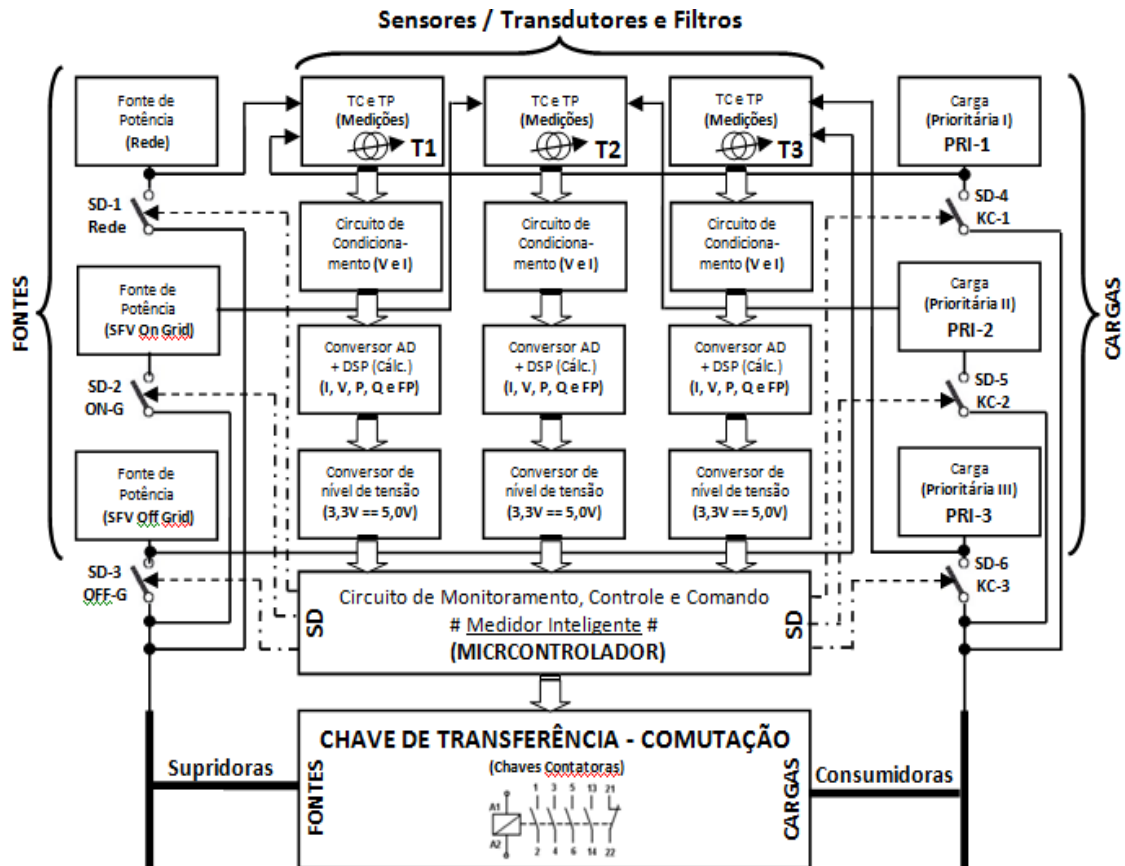 Sensores / Transdutores e Filtros
FONTES
Fonte de
Potência
(Rede)
SD-1
Rede
Fonte de
Potência
(SFV On Grid)
SD-2
ON-G
Fonte de
Potência
(SFV Off Grid)
SD-3
OFF-G
TC e TP
(Medições)
T1
Circuito de
Condiciona-
mento (V e I)
Conversor AD
+ DSP (Cálc.)
(I, V, P, Q e FP)
Conversor de
nível de tensão
(3,3V == 5,0V)
TC e TP
(Medições)
T2
Circuito de
Condiciona-
mento (V e I)
Conversor AD
+ DSP (Cálc.)
(I, V, P, Q e FP)
Conversor de
nível de tensão
(3,3V == 5,0V)
TC e TP
(Medições)
T3
Circuito de
Condiciona-
mento (V e I)
Conversor AD
+ DSP (Cálc.)
(I, V, P, Q e FP)
Conversor de
nível de tensão
(3,3V == 5,0V)
Carga
(Prioritária I)
PRI-1
SD-4
KC-1
Carga
(Prioritária II)
PRI-2
SD-5
KC-2
Carga
(Prioritária III)
PRI-3
SD-6
KC-3
CARGAS
SD
Circuito de Monitoramento, Controle e Comando
# Medidor Inteligente #
(MICRCONTROLADOR)
SD
Supridoras
FONTES
CHAVE DE TRANSFERÊNCIA - COMUTAÇÃO
(Chaves Contatoras)
A1
1 3 5 13 21
A2
2 4 6 14 22
CARGAS
Consumidoras